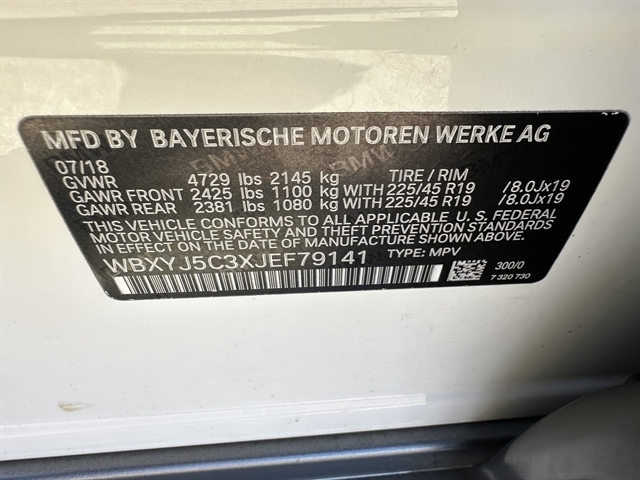 MFD BY BAYERISCHE MOTOREN WERKE AG
07/18
GVWR 4729 lbs 2145 kg TIRE / RIM
GAWR FRONT 2425 lbs 1100 kg WITH 225/45 R19 /8.0Jx19
GAWR REAR 2381 lbs 1080 kg WITH 225/45 R19 /8.0Jx19
THIS VEHICLE CONFORMS TO ALL APPLICABLE U. S. FEDERAL
MOTOR VEHICLE SAFETY, BUMPER, AND THEFT PREVENTION
STANDARDS IN EFFECT ON THE DATE OF MANUFACTURE SHOWN ABOVE.
WBXYJ5C3XJEF79141 TYPE: MPV
300/0
7 320 730